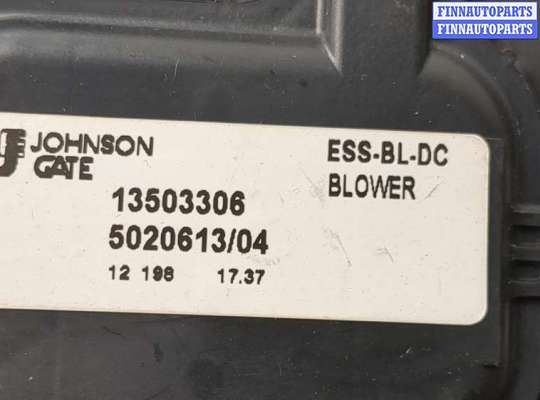 FINNAUTOPARTS
FINNAUTOPARTS
JOHNSON
GATE
ESS-BL-DC
BLOWER
13503306
5020613/04
12 198 17.37